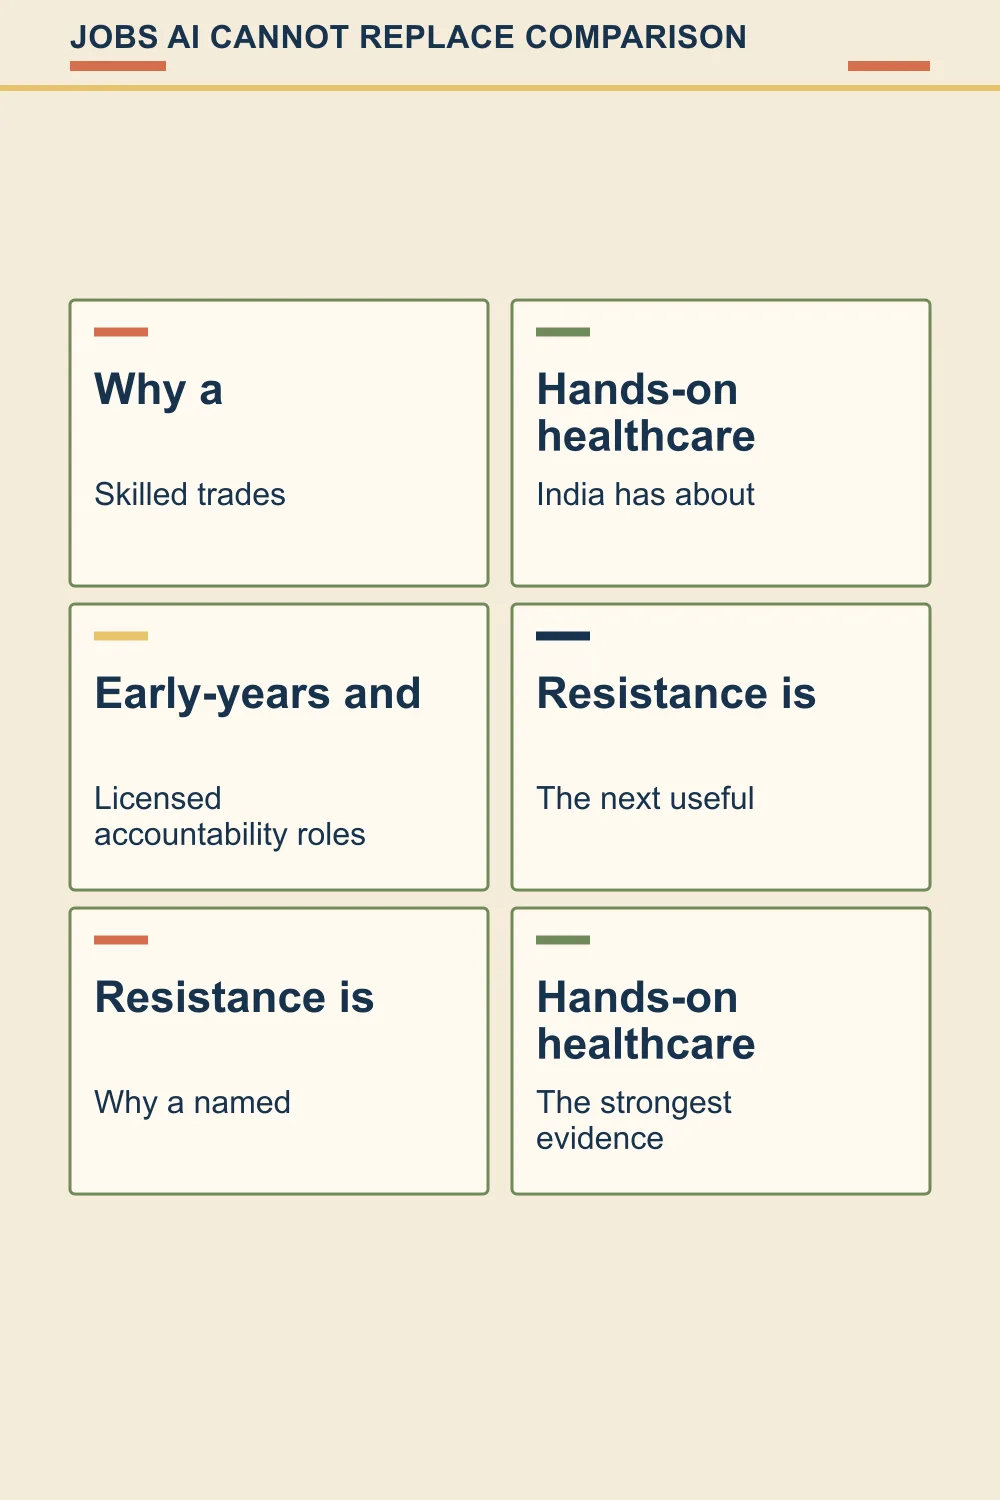 JOBS AI CANNOT REPLACE COMPARISON
Why a
Skilled trades
Hands-on
healthcare
India has about
Early-years and
Licensed
accountability roles
Resistance is
The next useful
Resistance is
Why a named
Hands-on
healthcare
The strongest
evidence